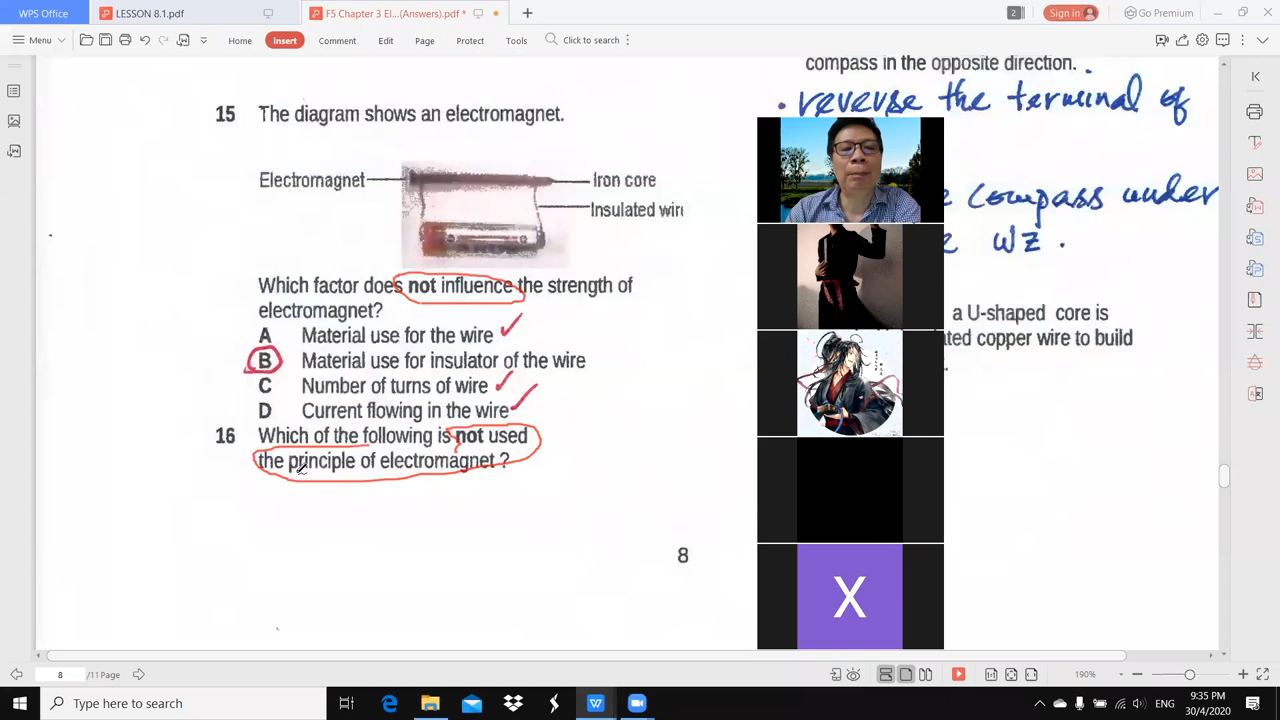 WPS Office
LESSON 8.1.pdf
F5 Chapter 3 El...(Answers).pdf *
+
2
Sign in
Go Premium
Menu
Home
Insert
Comment
Edit
Page
Protect
Tools
Click to search
compass in the opposite direction.
reverse the terminal of
compass under
WZ .
a U-shaped core is
ated copper wire to build
15 The diagram shows an electromagnet.
Electromagnet
Iron core
Insulated wire
Which factor does not influence the strength of
electromagnet?
A Material use for the wire
B Material use for insulator of the wire
C Number of turns of wire
D Current flowing in the wire
16 Which of the following is not used
the principle of electromagnet ?
8
X
8 /11 Page
190%
Type here to search
ENG
9:35 PM
30/4/2020